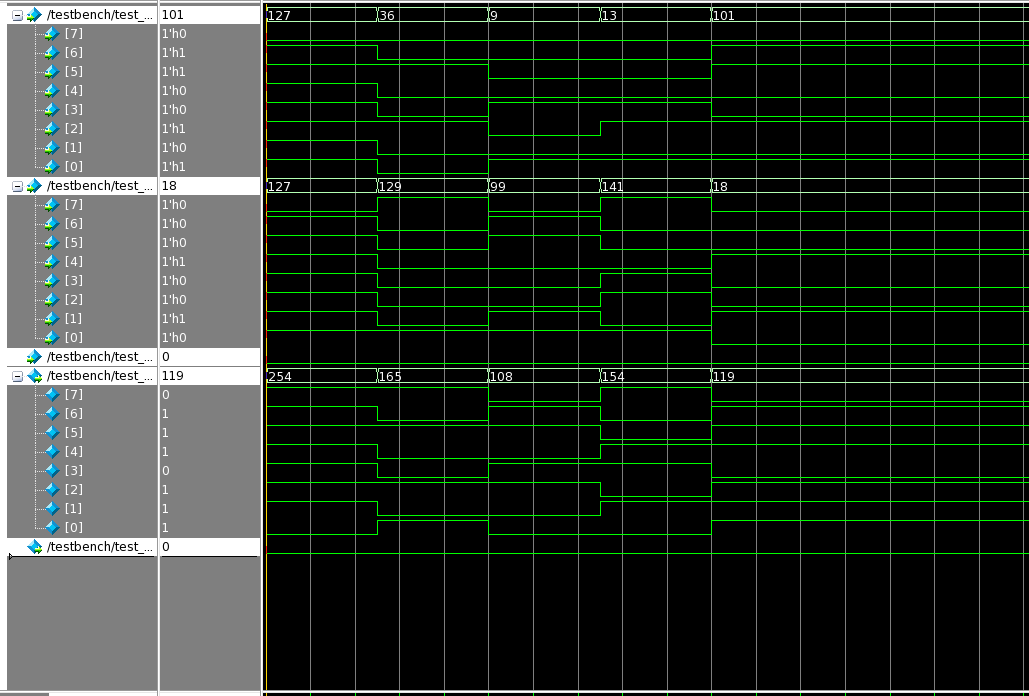 /testbench/test_... 101 127 36 9 13 101
[7] 1'h0
[6] 1'h1
[5] 1'h1
[4] 1'h0
[3] 1'h0
[2] 1'h1
[1] 1'h0
[0] 1'h1
/testbench/test_... 18 127 129 99 141 18
[7] 1'h0
[6] 1'h0
[5] 1'h0
[4] 1'h1
[3] 1'h0
[2] 1'h0
[1] 1'h1
[0] 1'h0
/testbench/test_... 0
/testbench/test_... 119 254 165 108 154 119
[7] 0
[6] 1
[5] 1
[4] 1
[3] 0
[2] 1
[1] 1
[0] 1
/testbench/test_... 0